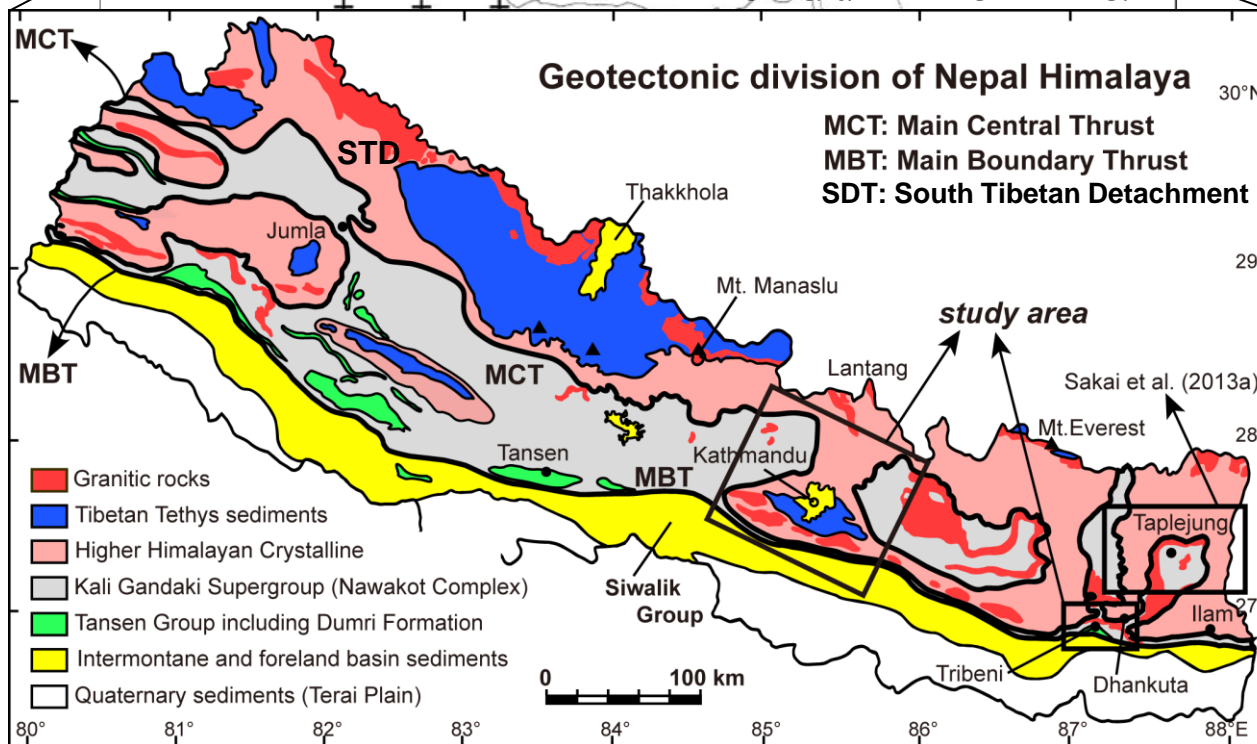 MCT
Geotectonic division of Nepal Himalaya
30°N
MCT: Main Central Thrust
STD
MBT: Main Boundary Thrust
Thakkhola
SDT: South Tibetan Detachment
Jumla
29
Mt. Manaslu
study area
MBT
MCT
Lantang
Sakai et al. (2013a)
Mt.Everest
28
Tansen
MBT
Kathmandu
Granitic rocks
Taplejung
Tibetan Tethys sediments
Higher Himalayan Crystalline
Kali Gandaki Supergroup (Nawakot Complex)
Siwalik
Group
27
Ilam
Tansen Group including Dumri Formation
Intermontane and foreland basin sediments
Tribeni
Dhankuta
0 100 km
Quaternary sediments (Terai Plain)
80° 81° 82° 83° 84° 85° 86° 87° 88°E